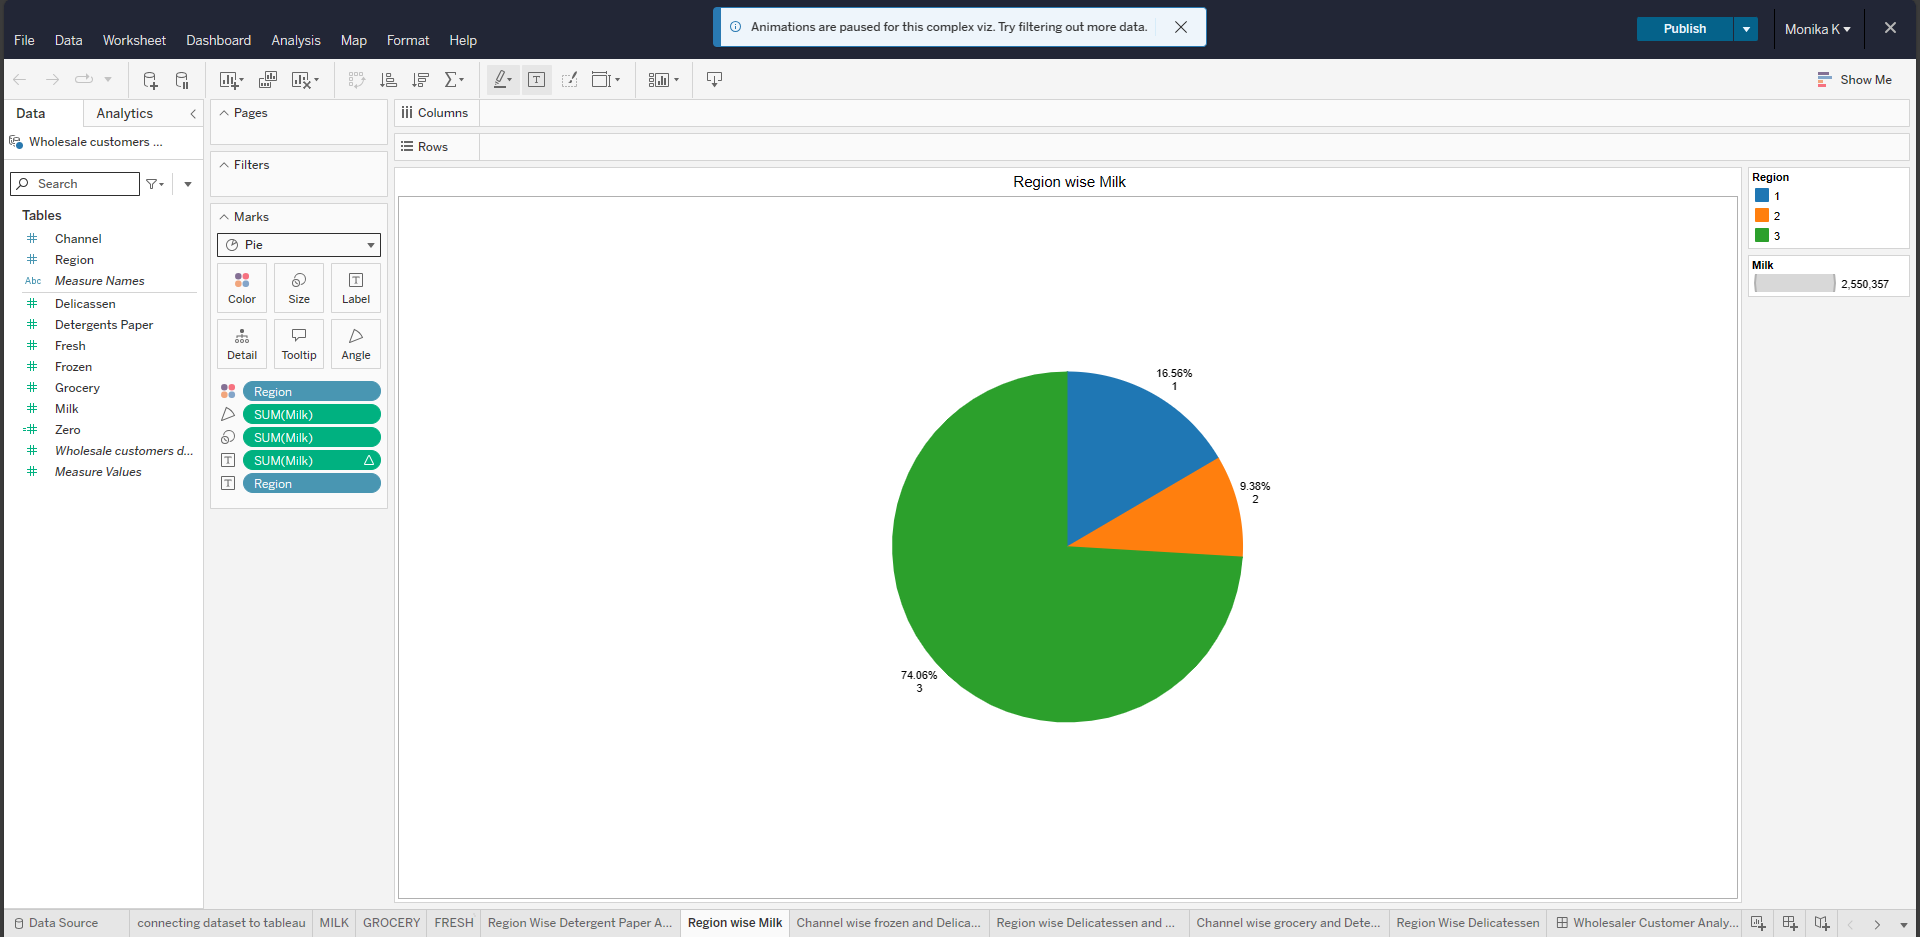 Animations are paused for this complex viz. Try filtering out more data.
File Data Worksheet Dashboard Analysis Map Format Help
Publish
Monika K
Show Me
Data Analytics
Wholesale customers ...
Search
Tables
Channel
Region
Abc Measure Names
Delicassen
Detergents Paper
Fresh
Frozen
Grocery
Milk
Zero
Wholesale customers d...
Measure Values
Pages
Filters
Marks
Pie
Color Size Label
Detail Tooltip Angle
Region
SUM(Milk)
SUM(Milk)
SUM(Milk)
Region
Columns
Rows
Region wise Milk
16.56%
1
9.38%
2
74.06%
3
Region
1
2
3
Milk
2,550,357
Data Source connecting dataset to tableau MILK GROCERY FRESH Region Wise Detergent Paper A... Region wise Milk Channel wise frozen and Delica... Region wise Delicatessen and ... Channel wise grocery and Dete... Region Wise Delicatessen Wholesaler Customer Analy...